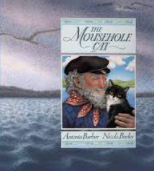 THE
MOUSEHOLE
CAT
Antonia Barber Nicola Bayley